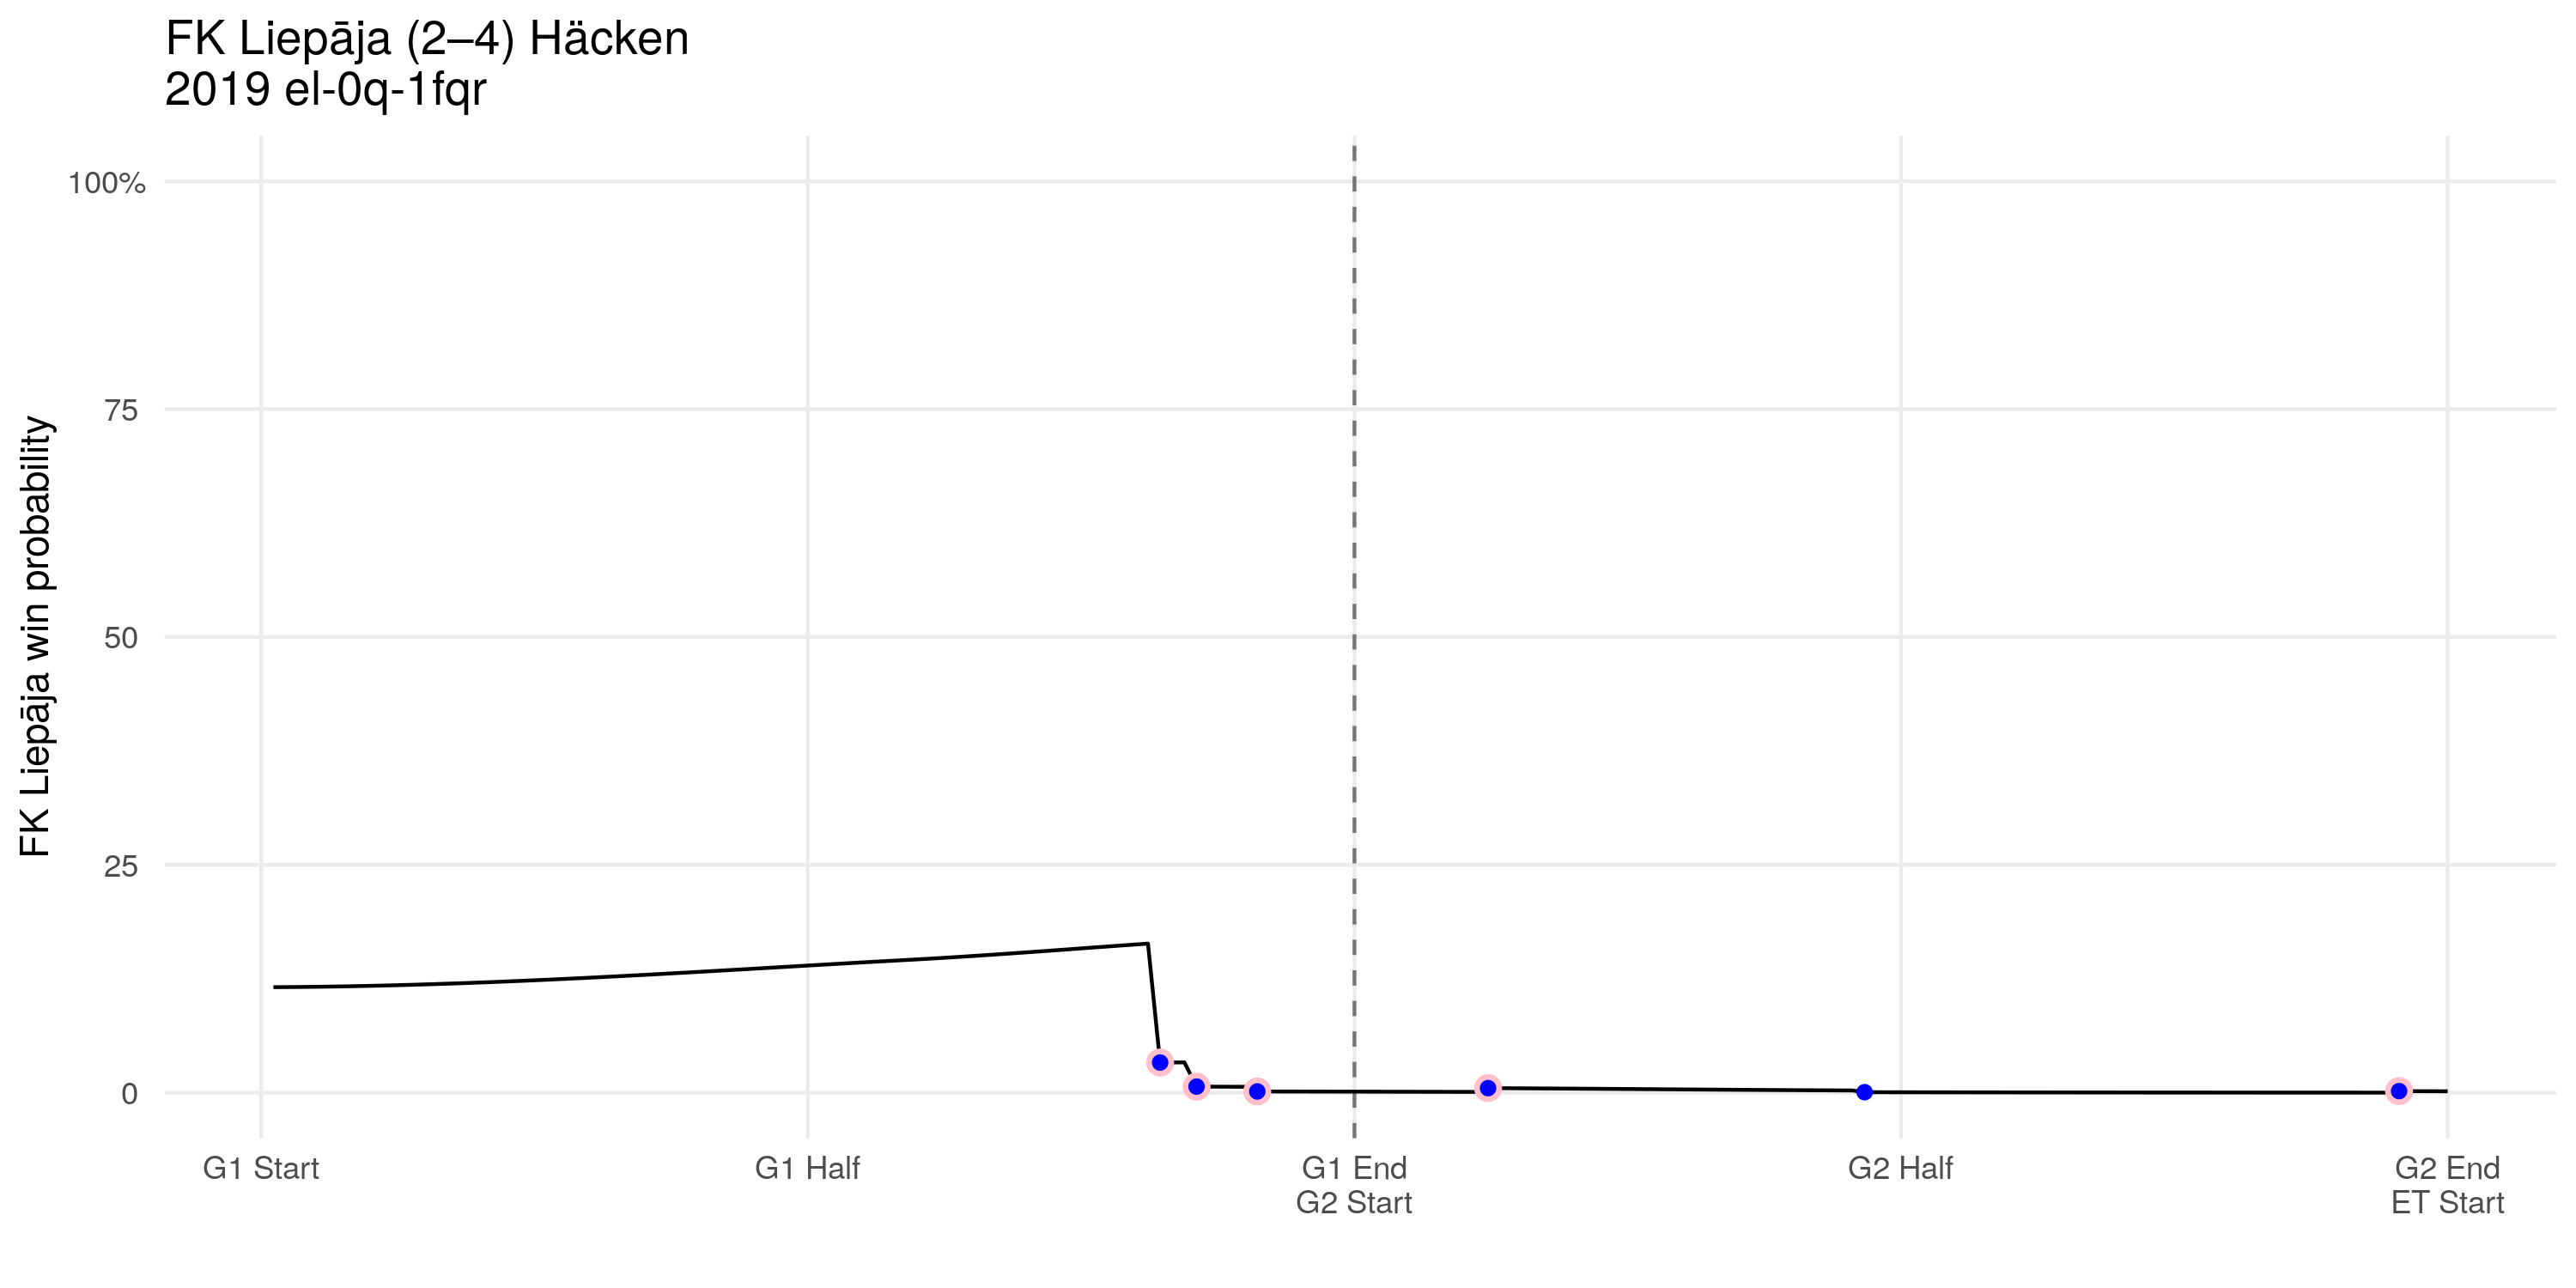 FK Liepāja (2–4) Häcken
2019 el-0q-1fqr
FK Liepāja win probability
100%
75
50
25
0
G1 Start
G1 Half
G1 End
G2 Start
G2 Half
G2 End
ET Start